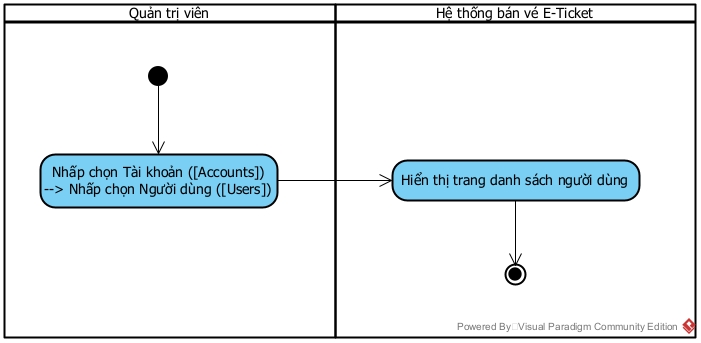 Quản trị viên
Hệ thống bán vé E-Ticket
Nhấp chọn Tài khoản ([Accounts])
--> Nhấp chọn Người dùng ([Users])
Hiển thị trang danh sách người dùng
Powered By Visual Paradigm Community Edition